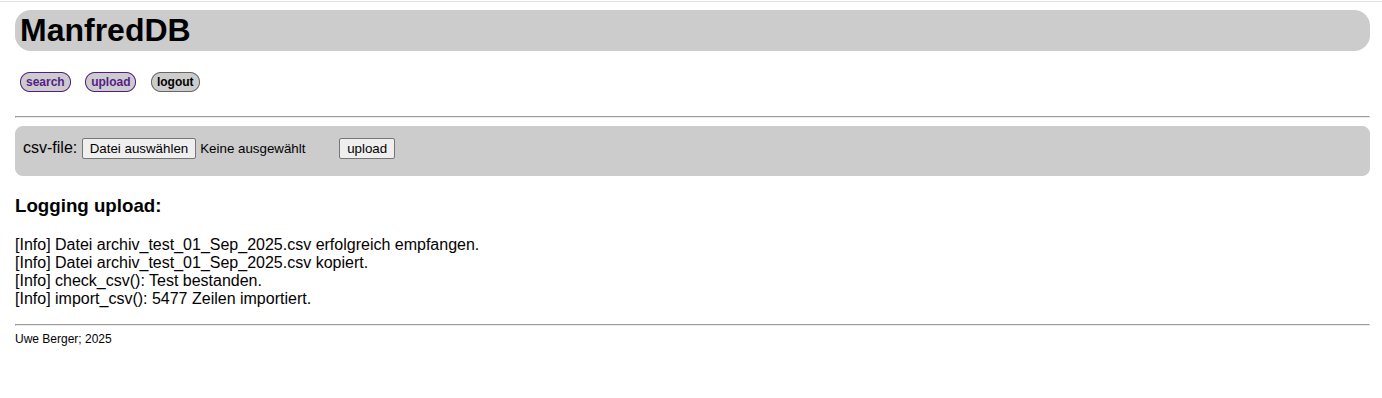 ManfredDB
search upload logout
csv-file: Datei auswählen Keine ausgewählt upload
Logging upload:
[Info] Datei archiv_test_01_Sep_2025.csv erfolgreich empfangen.
[Info] Datei archiv_test_01_Sep_2025.csv kopiert.
[Info] check_csv(): Test bestanden.
[Info] import_csv(): 5477 Zeilen importiert.
Uwe Berger; 2025